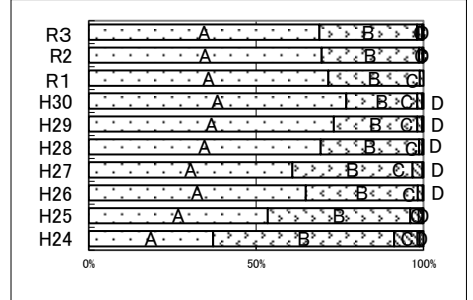 R3 A B C D
R2 A B C D
R1 A B C
H30 A B C D
H29 A B C D
H28 A B C D
H27 A B C D
H26 A B C D
H25 A B C D
H24 A B C D
0% 50% 100%